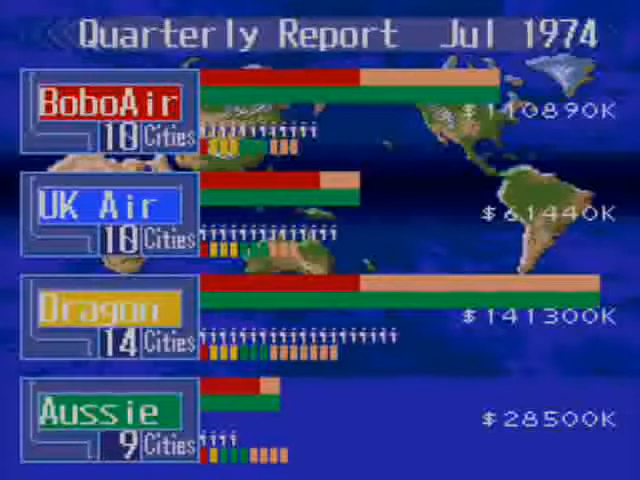 Quarterly Report Jul 1974
BoboAir
10 Cities
$140890K
UK Air
10 Cities
$61440K
Dragon
14 Cities
$141300K
Aussie
9 Cities
$28500K